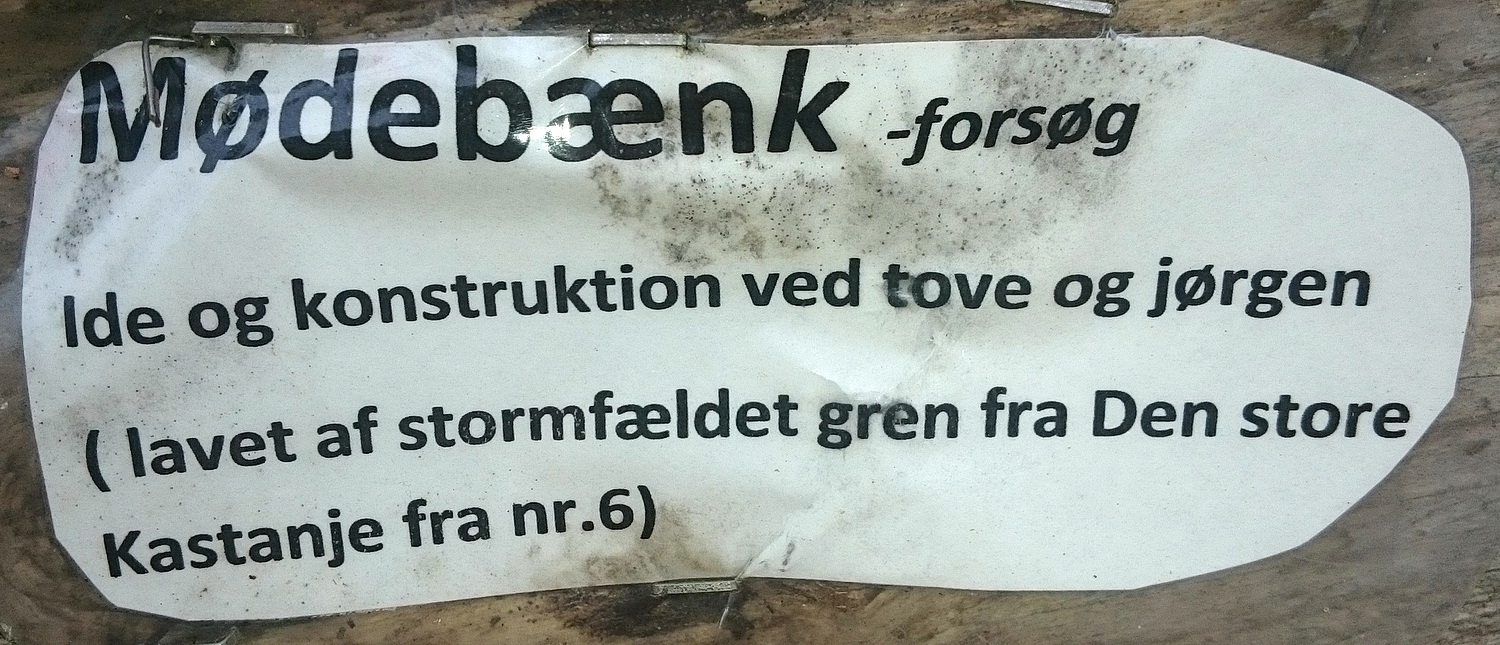 Mødebænk -forsøg
Ide og konstruktion ved tove og jørgen
( lavet af stormfældet gren fra Den store
Kastanje fra nr.6)